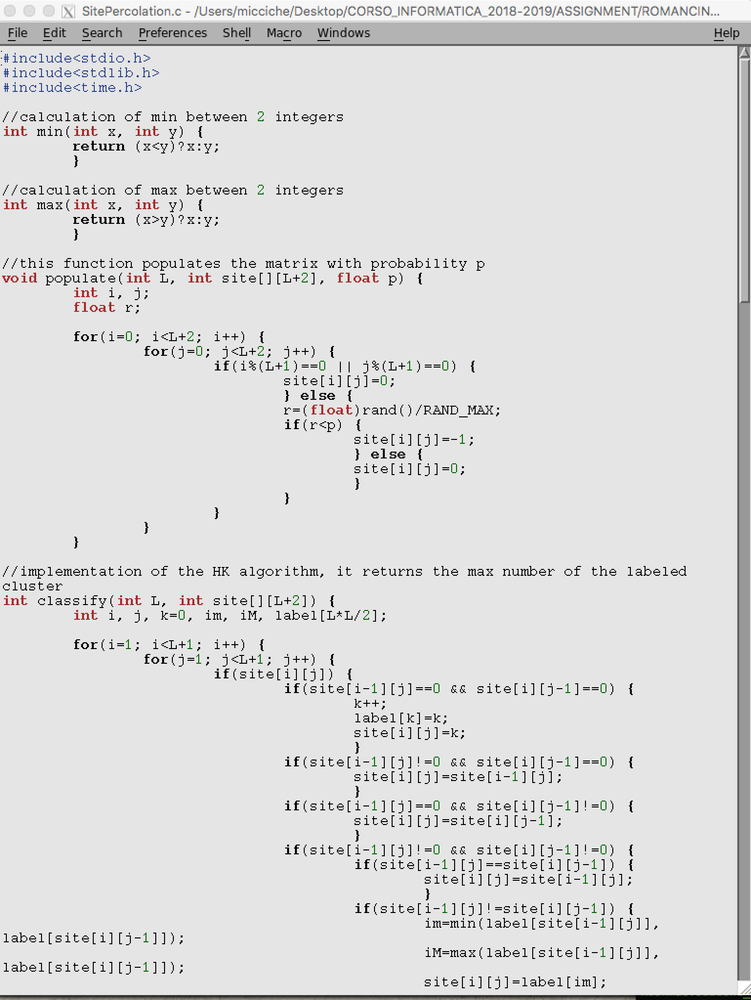 SitePercolation.c - /Users/micciche/Desktop/CORSO_INFORMATICA_2018-2019/ASSIGNMENT/ROMANCIN...
File Edit Search Preferences Shell Macro Windows Help
#include<stdio.h>
#include<stdlib.h>
#include<time.h>
//calculation of min between 2 integers
int min(int x, int y) {
return (x<y)?x:y;
}
//calculation of max between 2 integers
int max(int x, int y) {
return (x>y)?x:y;
}
//this function populates the matrix with probability p
void populate(int L, int site[][L+2], float p) {
int i, j;
float r;
for(i=0; i<L+2; i++) {
for(j=0; j<L+2; j++) {
if(i%(L+1)==0 || j%(L+1)==0) {
site[i][j]=0;
} else {
r=(float)rand()/RAND_MAX;
if(r<p) {
site[i][j]=-1;
} else {
site[i][j]=0;
}
}
}
}
}
//implementation of the HK algorithm, it returns the max number of the labeled
cluster
int classify(int L, int site[][L+2]) {
int i, j, k=0, im, iM, label[L*L/2];
for(i=1; i<L+1; i++) {
for(j=1; j<L+1; j++) {
if(site[i][j]) {
if(site[i-1][j]==0 && site[i][j-1]==0) {
k++;
label[k]=k;
site[i][j]=k;
}
if(site[i-1][j]!=0 && site[i][j-1]==0) {
site[i][j]=site[i-1][j];
}
if(site[i-1][j]==0 && site[i][j-1]!=0) {
site[i][j]=site[i][j-1];
}
if(site[i-1][j]!=0 && site[i][j-1]!=0) {
if(site[i-1][j]==site[i][j-1]) {
site[i][j]=site[i-1][j];
}
if(site[i-1][j]!=site[i][j-1]) {
im=min(label[site[i-1][j]],
label[site[i][j-1]]);
iM=max(label[site[i-1][j]],
label[site[i][j-1]]);
site[i][j]=label[im];